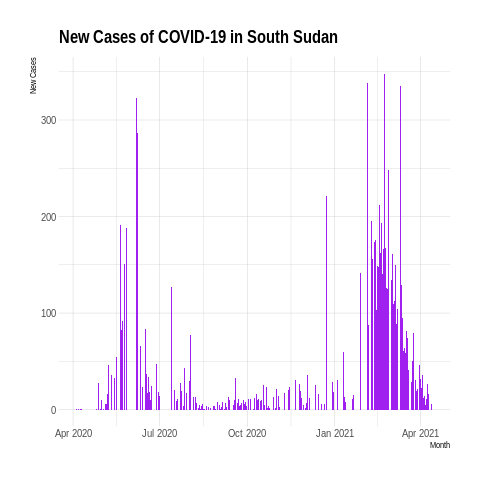 New Cases of COVID-19 in South Sudan
New Cases
300
200
100
0
Apr 2020 Jul 2020 Oct 2020 Jan 2021 Apr 2021
Month